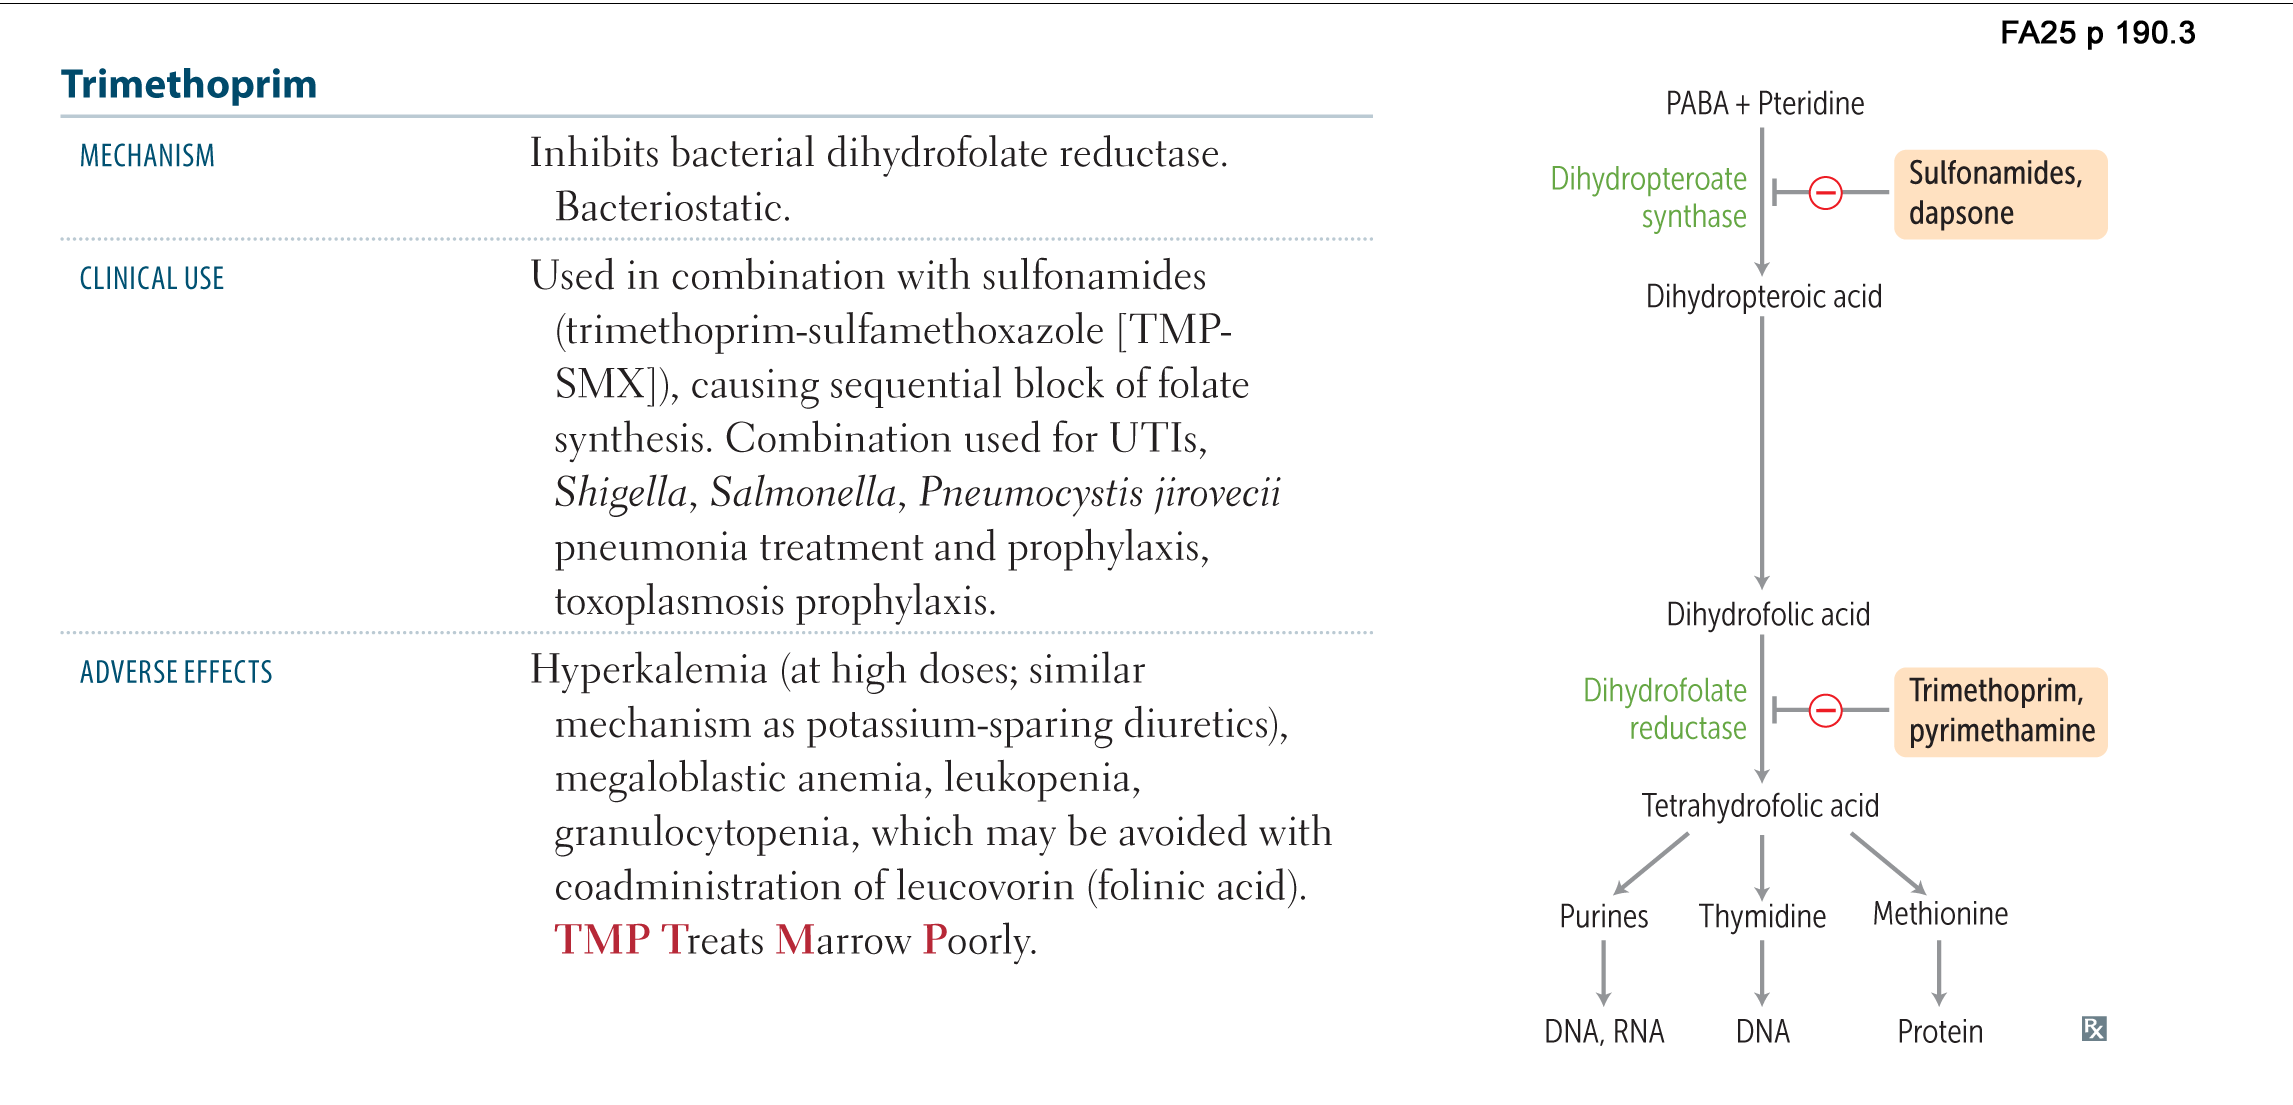 FA25 p 190.3
Trimethoprim
MECHANISM
Inhibits bacterial dihydrofolate reductase.
Bacteriostatic.
CLINICAL USE
Used in combination with sulfonamides
(trimethoprim-sulfamethoxazole [TMP-
SMX]), causing sequential block of folate
synthesis. Combination used for UTIs,
Shigella, Salmonella, Pneumocystis jirovecii
pneumonia treatment and prophylaxis,
toxoplasmosis prophylaxis.
ADVERSE EFFECTS
Hyperkalemia (at high doses; similar
mechanism as potassium-sparing diuretics),
megaloblastic anemia, leukopenia,
granulocytopenia, which may be avoided with
coadministration of leucovorin (folinic acid).
TMP Treats Marrow Poorly.
PABA + Pteridine
Dihydropteroate
synthase
Sulfonamides,
dapsone
Dihydropteroic acid
Dihydrofolic acid
Dihydrofolate
reductase
Trimethoprim,
pyrimethamine
Tetrahydrofolic acid
Purines
Thymidine
Methionine
DNA, RNA
DNA
Protein
Rx